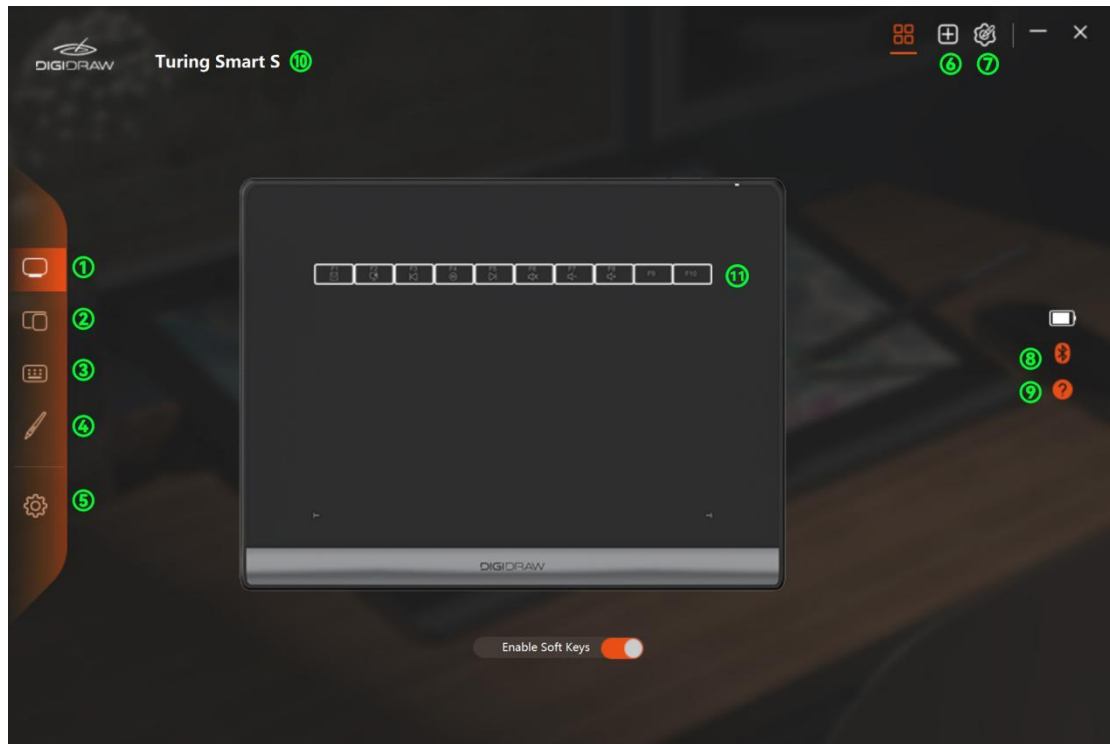 DIGIDRAW
Turing Smart S ⑩
⑥ ⑦
①
⑪
②
③
⑧
④
⑨ ?
⑤
F9 F10
DIGIDRAW
Enable Soft Keys